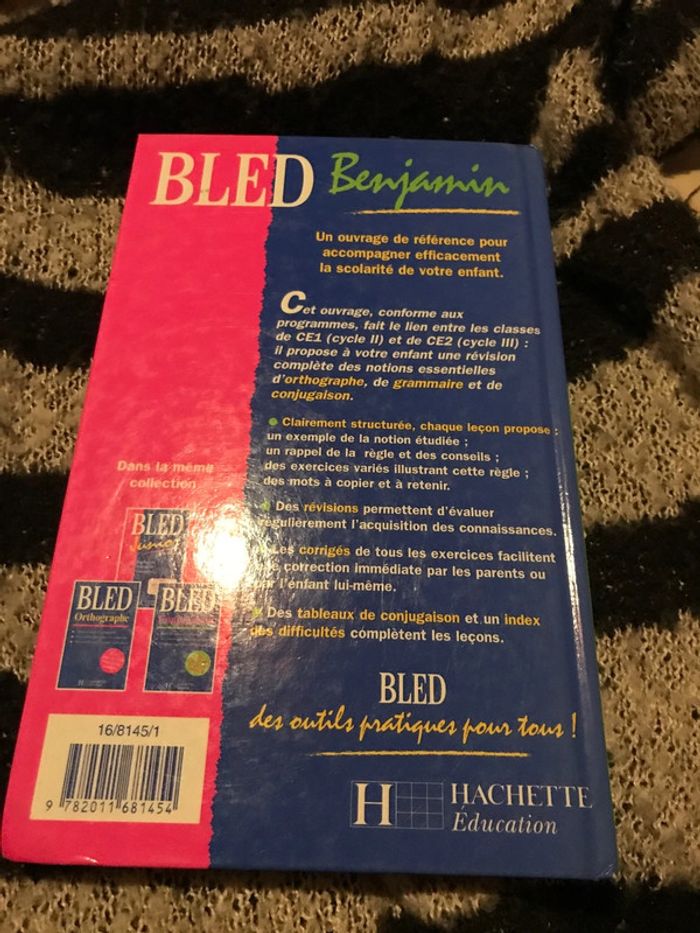 BLED Benjamin
Un ouvrage de référence pour
accompagner efficacement
la scolarité de votre enfant.
Cet ouvrage, conforme aux
programmes, fait le lien entre les classes
de CE1 (cycle II) et de CE2 (cycle III) :
il propose à votre enfant une révision
complète des notions essentielles
d'orthographe, de grammaire et de
conjugaison.
Clairement structurée, chaque leçon propose :
un exemple de la notion étudiée ;
un rappel de la règle et des conseils ;
des exercices variés illustrant cette règle ;
des mots à copier et à retenir.
Des révisions permettent d'évaluer
régulièrement l'acquisition des connaissances.
Les corrigés de tous les exercices facilitent
correction immédiate par les parents ou
l'enfant lui-même.
Des tableaux de conjugaison et un index
des difficultés complètent les leçons.
BLED
des outils pratiques pour tous !
HACHETTE
Education
Dans la même
collection
BLED
Junior
BLED
Orthographe
BLED
16/8145/1
9 782011 681454